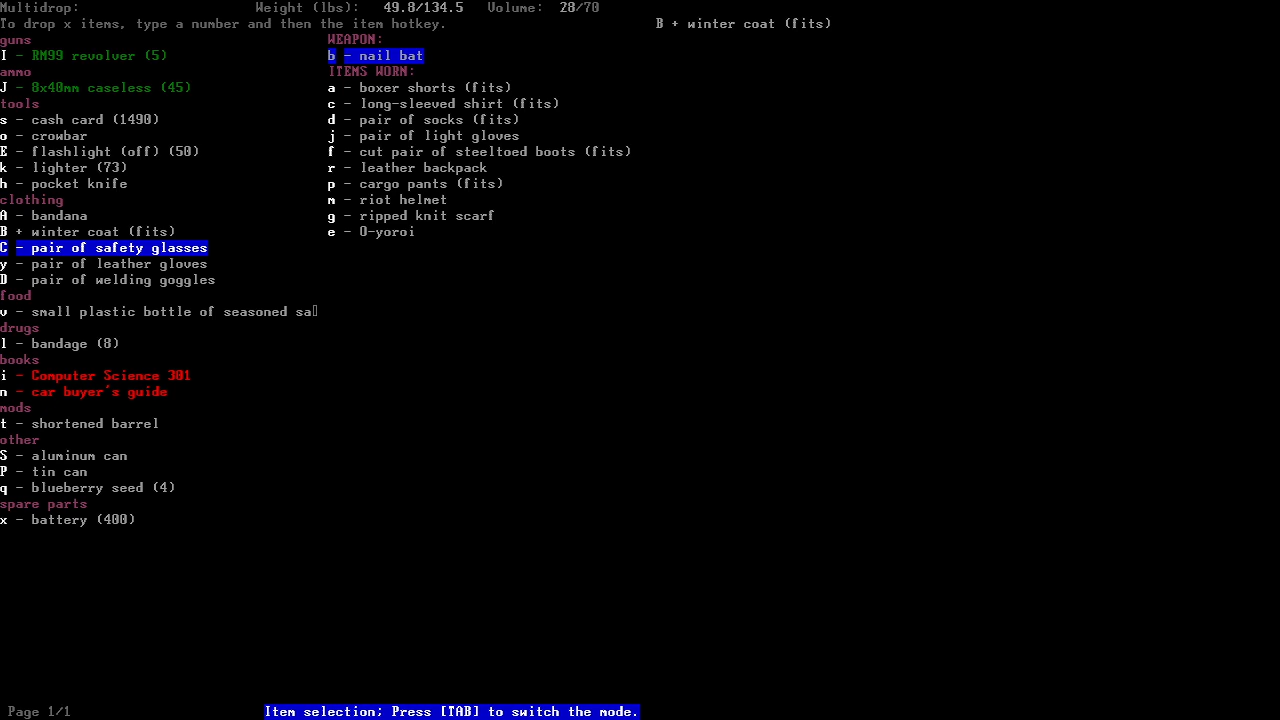 Multidrop: Weight (lbs): 49.8/134.5 Volume: 28/70
To drop x items, type a number and then the item hotkey. B + winter coat (fits)
guns WEAPON:
I - RM99 revolver (5) b - nail bat
ammo ITEMS WORN:
J - 8x40mm caseless (45) a - boxer shorts (fits)
tools c - long-sleeved shirt (fits)
s - cash card (1490) d - pair of socks (fits)
o - crowbar j - pair of light gloves
E - flashlight (off) (50) f - cut pair of steeltoed boots (fits)
k - lighter (73) r - leather backpack
h - pocket knife p - cargo pants (fits)
clothing m - riot helmet
A - bandana g - ripped knit scarf
B + winter coat (fits) e - O-yoroi
C - pair of safety glasses
y - pair of leather gloves
D - pair of welding goggles
food
v - small plastic bottle of seasoned sa
drugs
l - bandage (8)
books
i - Computer Science 301
n - car buyer's guide
mods
t - shortened barrel
other
S - aluminum can
P - tin can
q - blueberry seed (4)
spare parts
x - battery (400)
Page 1/1 Item selection; Press [TAB] to switch the mode.